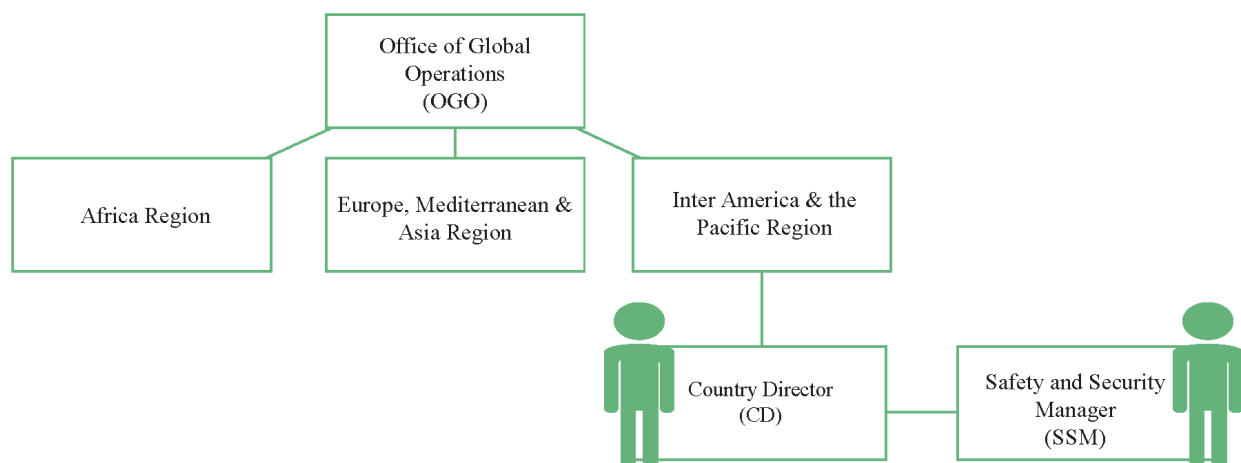 Office of Global
Operations
(OGO)
Africa Region
Europe, Mediterranean &
Asia Region
Inter America & the
Pacific Region
Country Director
(CD)
Safety and Security
Manager
(SSM)